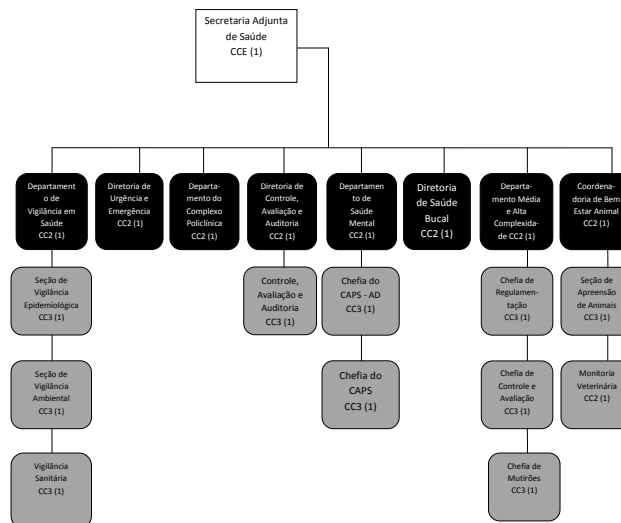 Secretaria Adjunta
de Saúde
CCE (1)
Departament
o de
Vigilância em
Saúde
CC2 (1)
Diretoria de
Urgência e
Emergência
CC2 (1)
Departa-
mento do
Complexo
Policlínica
CC2 (1)
Diretoria de
Controle,
Avaliação e
Auditoria
CC2 (1)
Departamen
to de
Saúde
Mental
CC2 (1)
Diretoria
de Saúde
Bucal
CC2 (1)
Departa-
mento Média
e Alta
Complexida-
de CC2 (1)
Coordena-
doria de Bem
Estar Animal
CC2 (1)
Seção de
Vigilância
Epidemiológica
CC3 (1)
Controle,
Avaliação e
Auditoria
CC3 (1)
Chefia do
CAPS - AD
CC3 (1)
Chefia de
Regulamen-
tação
CC3 (1)
Seção de
Apreensão
de Animais
CC3 (1)
Seção de
Vigilância
Ambiental
CC3 (1)
Chefia do
CAPS
CC3 (1)
Chefia de
Controle e
Avaliação
CC3 (1)
Monitoria
Veterinária
CC2 (1)
Vigilância
Sanitária
CC3 (1)
Chefia de
Mutirões
CC3 (1)